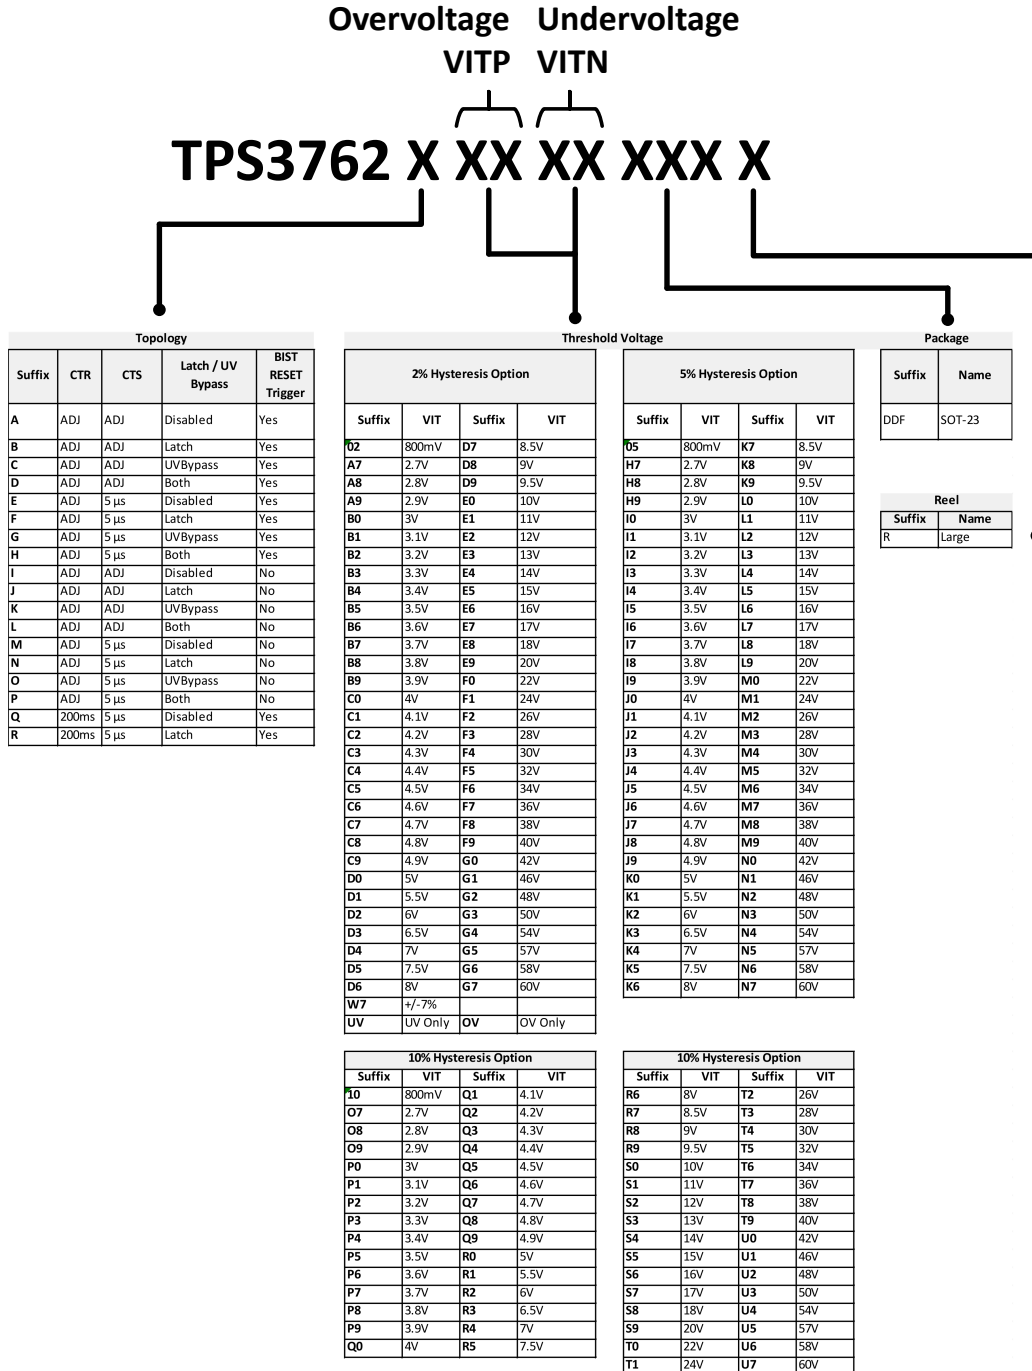 Overvoltage Undervoltage
VITP VITN
TPS3762 X XX XX XXX X
Topology
Suffix CTR CTS Latch / UV Bypass BIST RESET Trigger
A ADJ ADJ Disabled Yes
B ADJ ADJ Latch Yes
C ADJ ADJ UVBypass Yes
D ADJ ADJ Both Yes
E ADJ 5 µs Disabled Yes
F ADJ 5 µs Latch Yes
G ADJ 5 µs UVBypass Yes
H ADJ 5 µs Both Yes
I ADJ ADJ Disabled No
J ADJ ADJ Latch No
K ADJ ADJ UVBypass No
L ADJ ADJ Both No
M ADJ 5 µs Disabled No
N ADJ 5 µs Latch No
O ADJ 5 µs UVBypass No
P ADJ 5 µs Both No
Q 200ms 5 µs Disabled Yes
R 200ms 5 µs Latch Yes
Threshold Voltage
2% Hysteresis Option
Suffix VIT Suffix VIT
02 800mV D7 8.5V
A7 2.7V D8 9V
A8 2.8V D9 9.5V
A9 2.9V E0 10V
B0 3V E1 11V
B1 3.1V E2 12V
B2 3.2V E3 13V
B3 3.3V E4 14V
B4 3.4V E5 15V
B5 3.5V E6 16V
B6 3.6V E7 17V
B7 3.7V E8 18V
B8 3.8V E9 20V
B9 3.9V F0 22V
C0 4V F1 24V
C1 4.1V F2 26V
C2 4.2V F3 28V
C3 4.3V F4 30V
C4 4.4V F5 32V
C5 4.5V F6 34V
C6 4.6V F7 36V
C7 4.7V F8 38V
C8 4.8V F9 40V
C9 4.9V G0 42V
D0 5V G1 46V
D1 5.5V G2 48V
D2 6V G3 50V
D3 6.5V G4 54V
D4 7V G5 57V
D5 7.5V G6 58V
D6 8V G7 60V
W7 +/-7%
UV UV Only OV OV Only
5% Hysteresis Option
Suffix VIT Suffix VIT
05 800mV K7 8.5V
H7 2.7V K8 9V
H8 2.8V K9 9.5V
H9 2.9V L0 10V
I0 3V L1 11V
I1 3.1V L2 12V
I2 3.2V L3 13V
I3 3.3V L4 14V
I4 3.4V L5 15V
I5 3.5V L6 16V
I6 3.6V L7 17V
I7 3.7V L8 18V
I8 3.8V L9 20V
I9 3.9V M0 22V
J0 4V M1 24V
J1 4.1V M2 26V
J2 4.2V M3 28V
J3 4.3V M4 30V
J4 4.4V M5 32V
J5 4.5V M6 34V
J6 4.6V M7 36V
J7 4.7V M8 38V
J8 4.8V M9 40V
J9 4.9V N0 42V
K0 5V N1 46V
K1 5.5V N2 48V
K2 6V N3 50V
K3 6.5V N4 54V
K4 7V N5 57V
K5 7.5V N6 58V
K6 8V N7 60V
Package
Suffix Name
DDF SOT-23
Reel
Suffix Name
R Large
10% Hysteresis Option
Suffix VIT Suffix VIT
10 800mV Q1 4.1V
O7 2.7V Q2 4.2V
O8 2.8V Q3 4.3V
O9 2.9V Q4 4.4V
P0 3V Q5 4.5V
P1 3.1V Q6 4.6V
P2 3.2V Q7 4.7V
P3 3.3V Q8 4.8V
P4 3.4V Q9 4.9V
P5 3.5V R0 5V
P6 3.6V R1 5.5V
P7 3.7V R2 6V
P8 3.8V R3 6.5V
P9 3.9V R4 7V
Q0 4V R5 7.5V
10% Hysteresis Option
Suffix VIT Suffix VIT
R6 8V T2 26V
R7 8.5V T3 28V
R8 9V T4 30V
R9 9.5V T5 32V
S0 10V T6 34V
S1 11V T7 36V
S2 12V T8 38V
S3 13V T9 40V
S4 14V U0 42V
S5 15V U1 46V
S6 16V U2 48V
S7 17V U3 50V
S8 18V U4 54V
S9 20V U5 57V
T0 22V U6 58V
T1 24V U7 60V